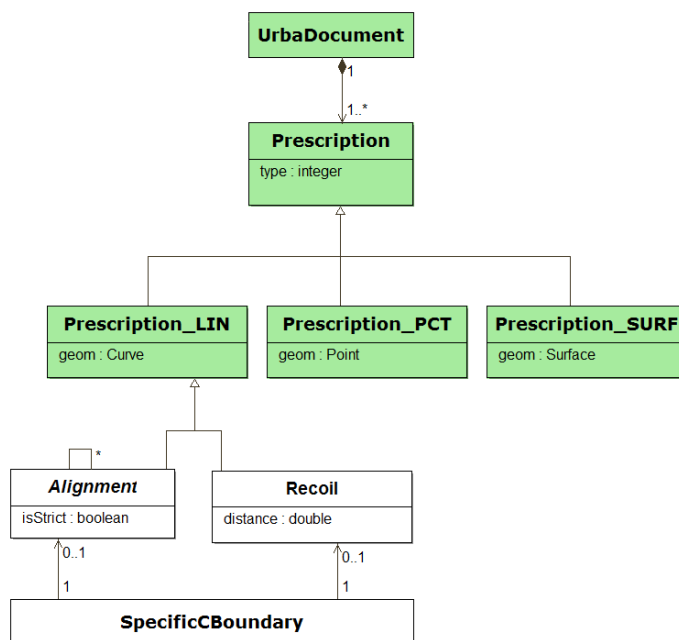 UrbaDocument
1
1..*
Prescription
type : integer
Prescription_LIN
geom : Curve
Prescription_PCT
geom : Point
Prescription_SURF
geom : Surface
*
Alignment
isStrict : boolean
Recoil
distance : double
0..1
0..1
1
1
SpecificCBoundary